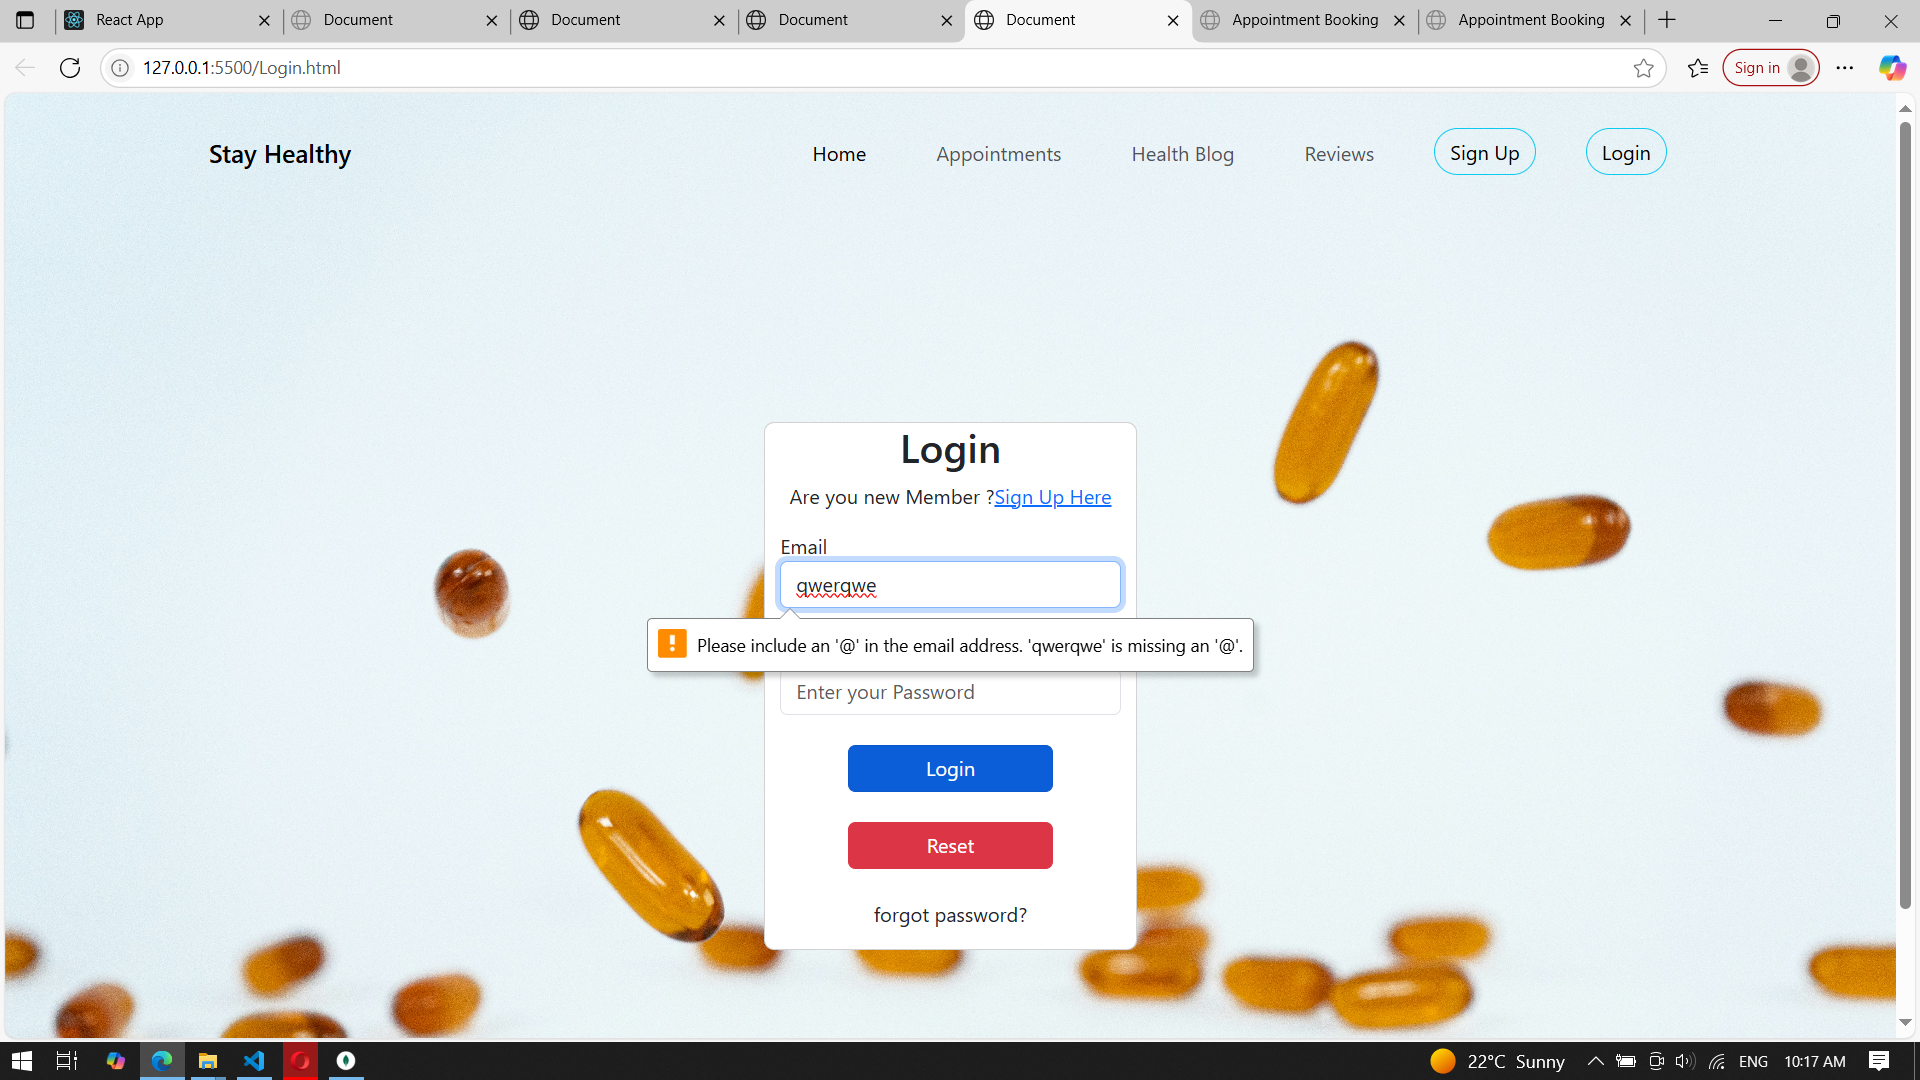 React App
Document
Document
Document
Document
Appointment Booking
Appointment Booking
127.0.0.1:5500/Login.html
Sign in
Stay Healthy
Home
Appointments
Health Blog
Reviews
Sign Up
Login
Login
Are you new Member ?Sign Up Here
Email
qwerqwe
Please include an '@' in the email address. 'qwerqwe' is missing an '@'.
Enter your Password
Login
Reset
forgot password?
22°C Sunny
ENG
10:17 AM